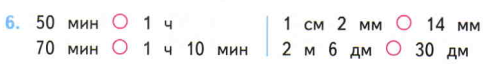 6. 50 мин ○ 1 ч
70 мин ○ 1 ч 10 мин
1 см 2 мм ○ 14 мм
2 м 6 дм ○ 30 дм